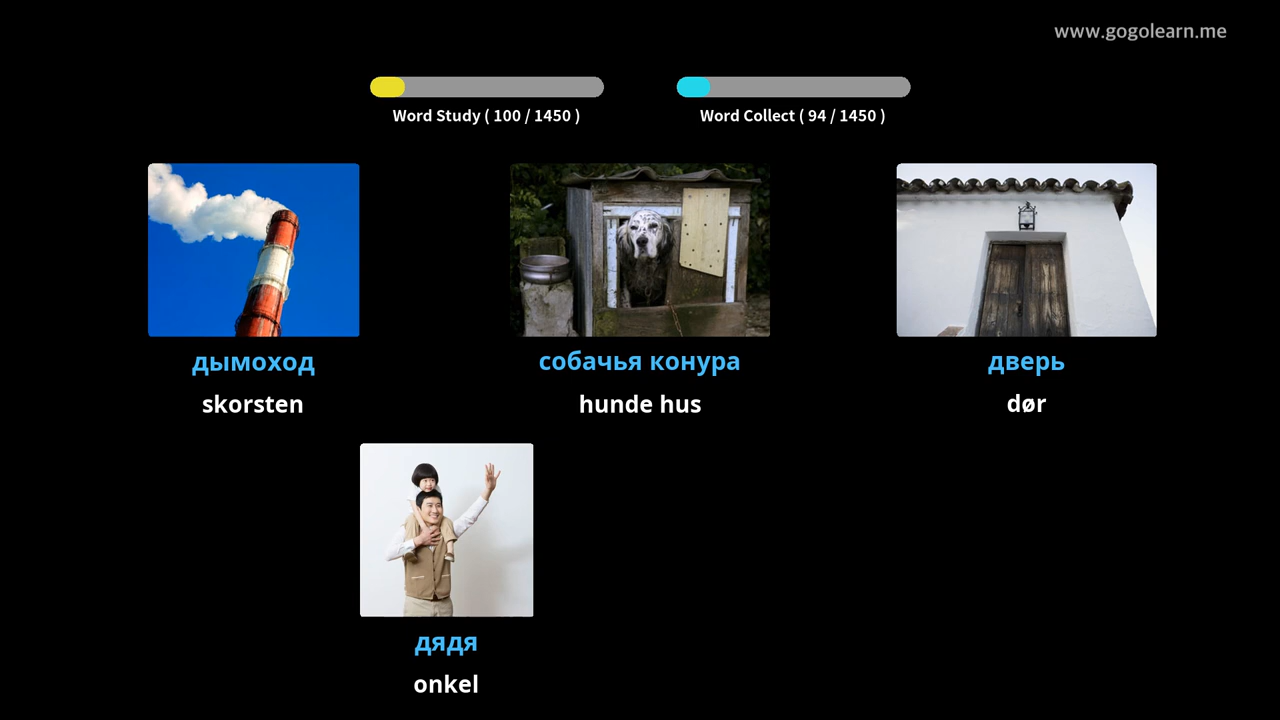 www.gogolearn.me
Word Study ( 100 / 1450 )
Word Collect ( 94 / 1450 )
дымоход
skorsten
собачья конура
hunde hus
дверь
dør
дядя
onkel